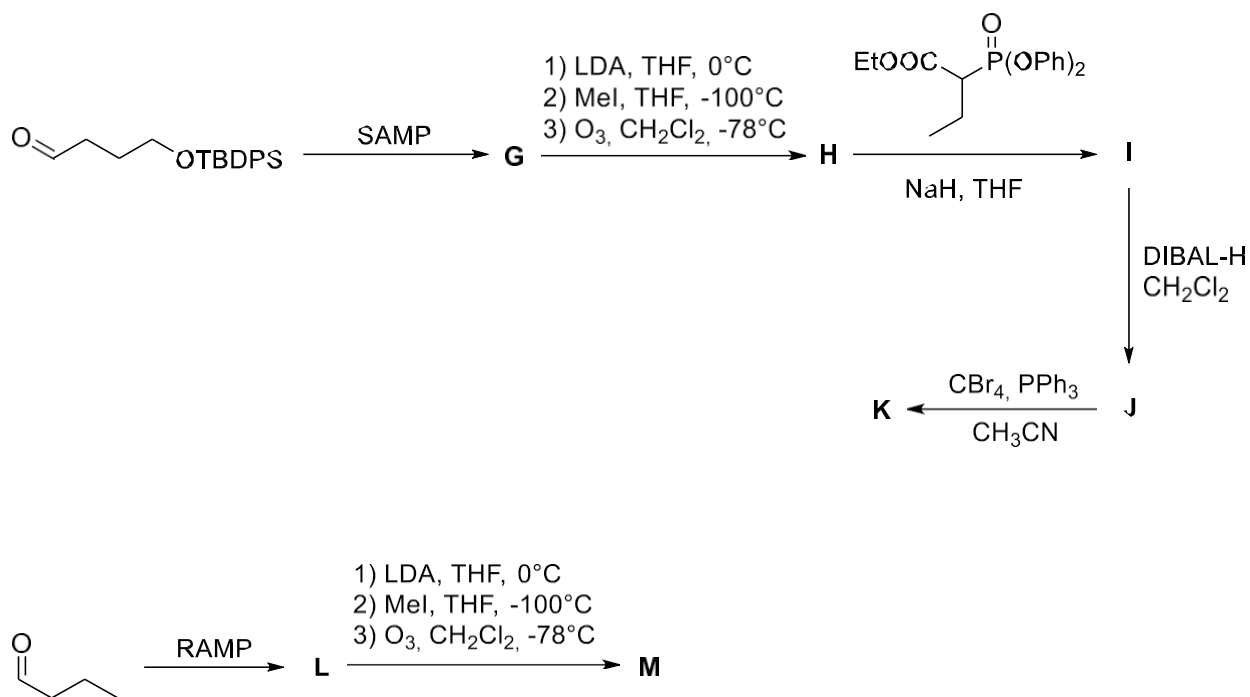 O
EtOOC P(OPh)₂
1) LDA, THF, 0°C
2) MeI, THF, -100°C
3) O₃, CH₂Cl₂, -78°C
O
OTBDPS
SAMP
G
H
NaH, THF
I
DIBAL-H
CH₂Cl₂
CBr₄, PPh₃
K
J
CH₃CN
1) LDA, THF, 0°C
2) MeI, THF, -100°C
3) O₃, CH₂Cl₂, -78°C
O
RAMP
L
M